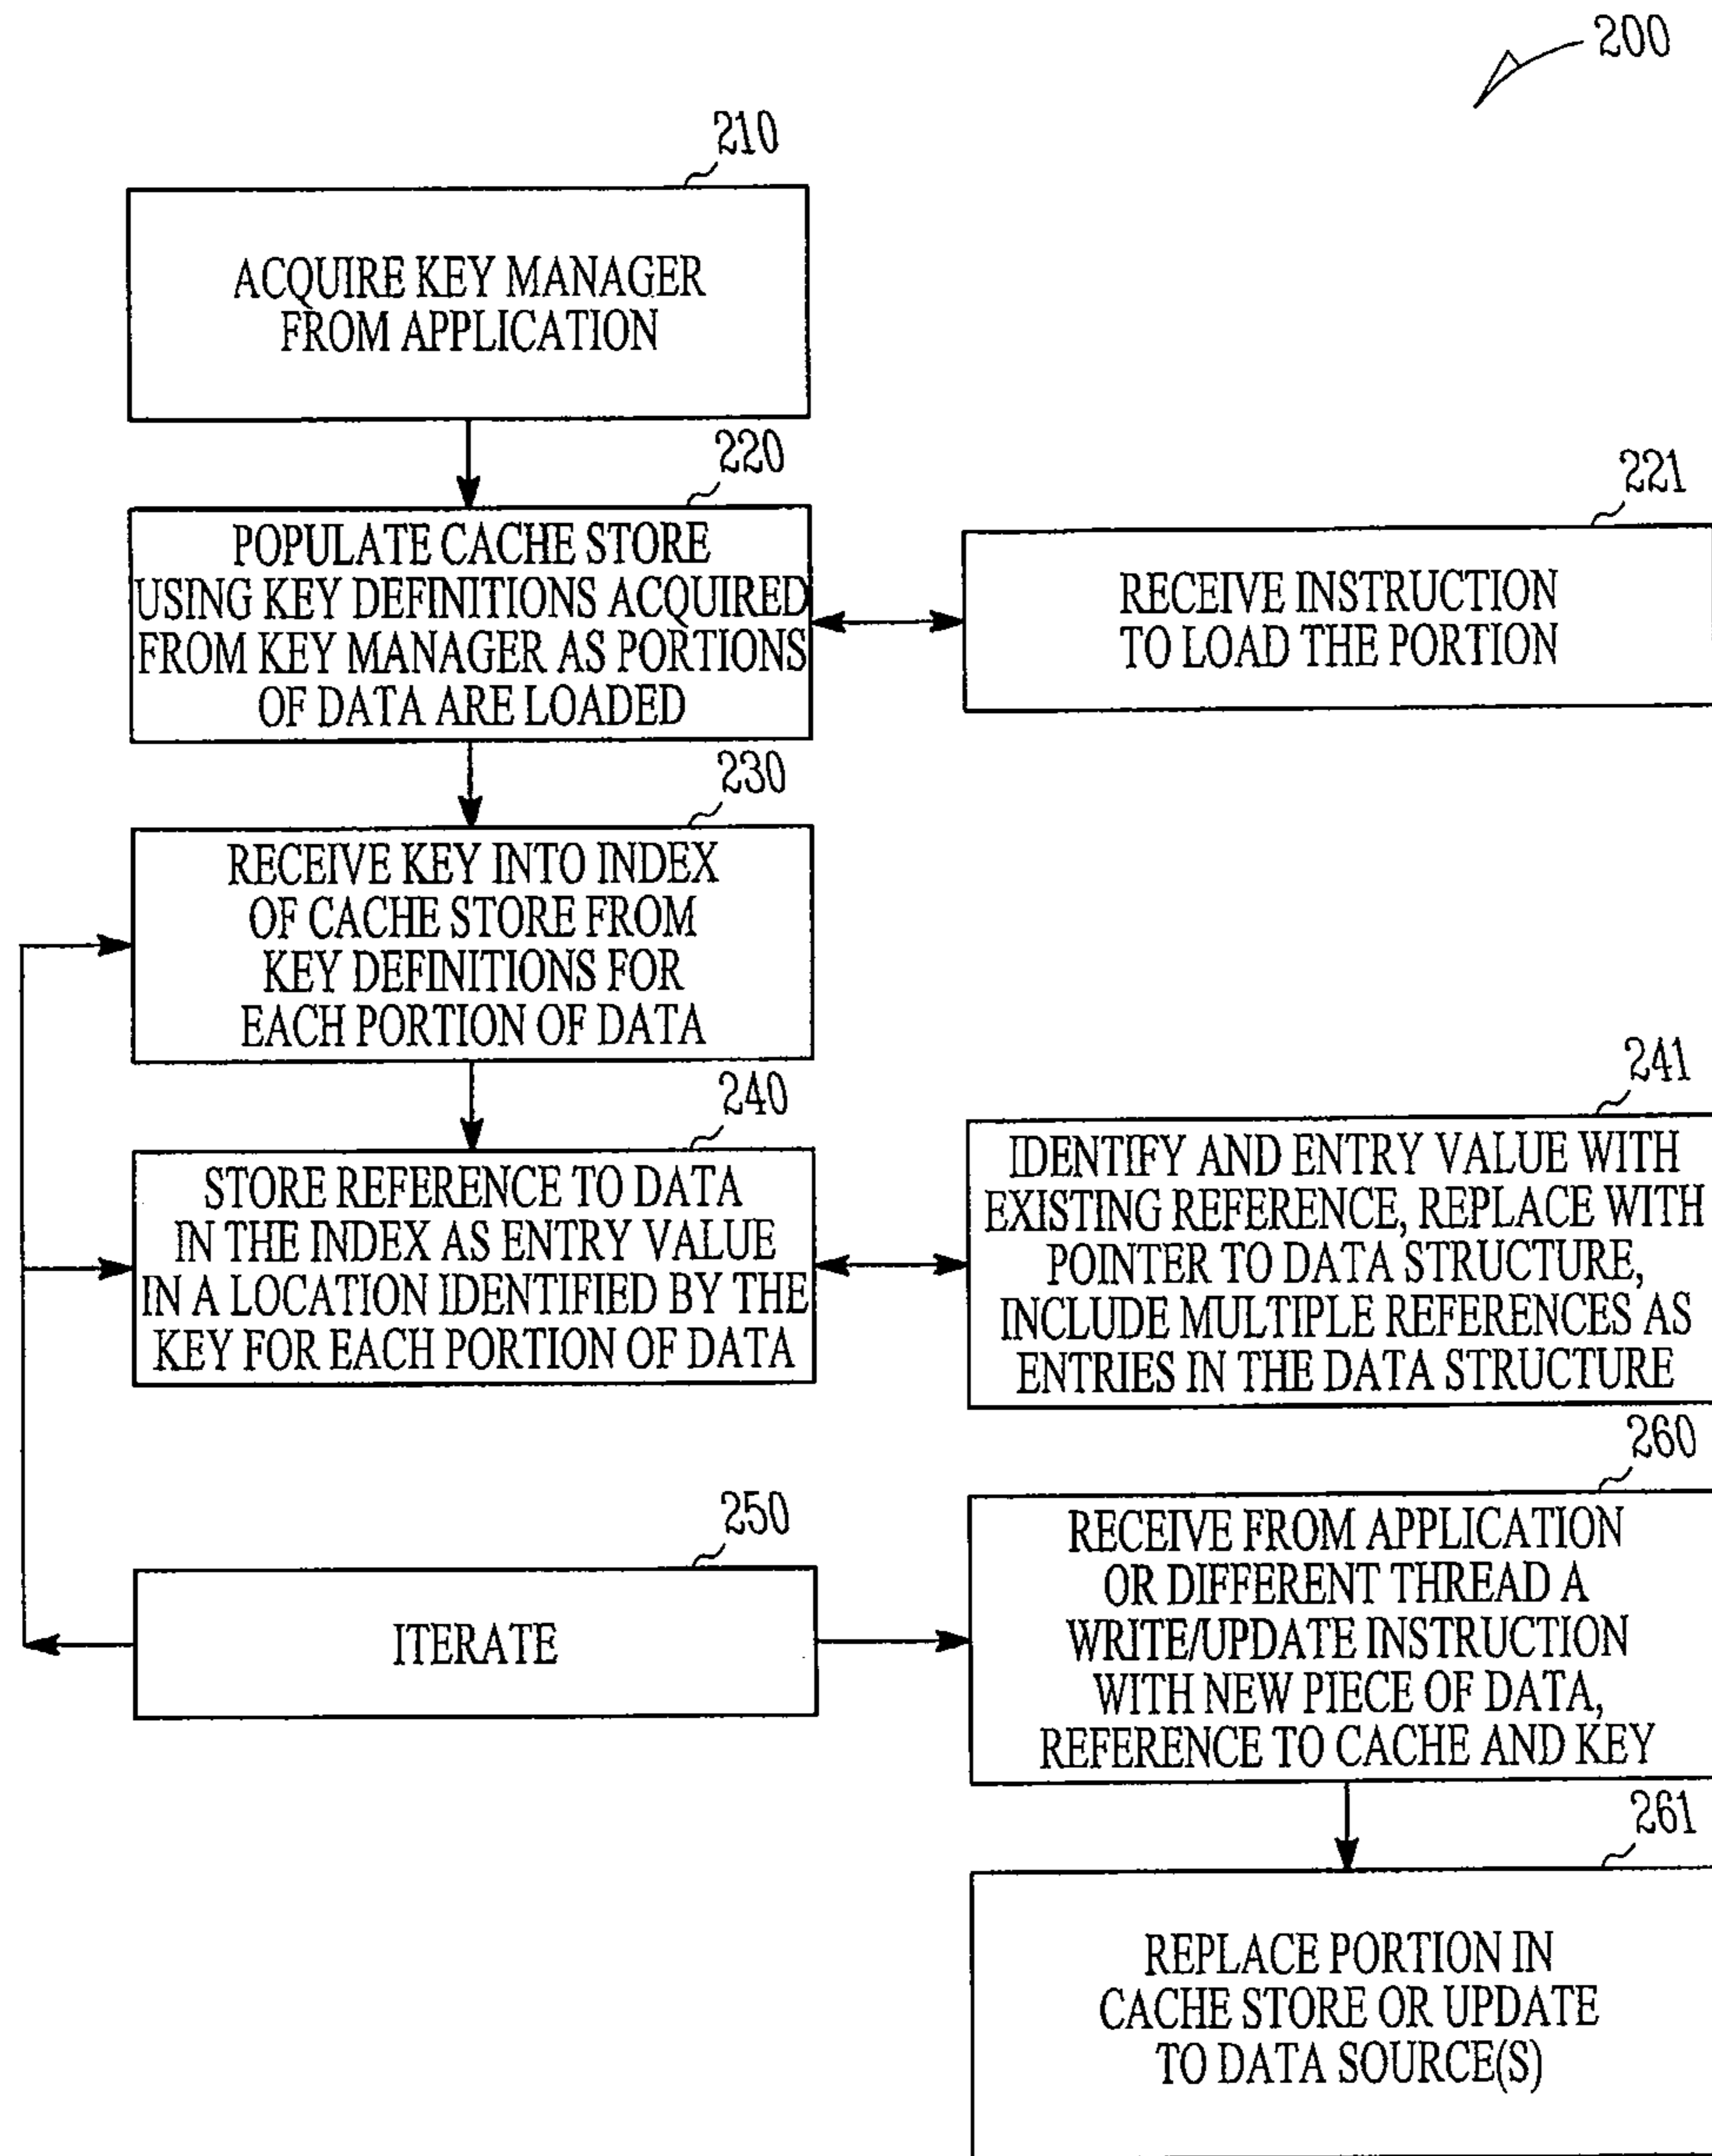 200
210
ACQUIRE KEY MANAGER
FROM APPLICATION
220
POPULATE CACHE STORE
USING KEY DEFINITIONS ACQUIRED
FROM KEY MANAGER AS PORTIONS
OF DATA ARE LOADED
221
RECEIVE INSTRUCTION
TO LOAD THE PORTION
230
RECEIVE KEY INTO INDEX
OF CACHE STORE FROM
KEY DEFINITIONS FOR
EACH PORTION OF DATA
240
STORE REFERENCE TO DATA
IN THE INDEX AS ENTRY VALUE
IN A LOCATION IDENTIFIED BY THE
KEY FOR EACH PORTION OF DATA
241
IDENTIFY AND ENTRY VALUE WITH
EXISTING REFERENCE, REPLACE WITH
POINTER TO DATA STRUCTURE,
INCLUDE MULTIPLE REFERENCES AS
ENTRIES IN THE DATA STRUCTURE
250
ITERATE
260
RECEIVE FROM APPLICATION
OR DIFFERENT THREAD A
WRITE/UPDATE INSTRUCTION
WITH NEW PIECE OF DATA,
REFERENCE TO CACHE AND KEY
261
REPLACE PORTION IN
CACHE STORE OR UPDATE
TO DATA SOURCE(S)